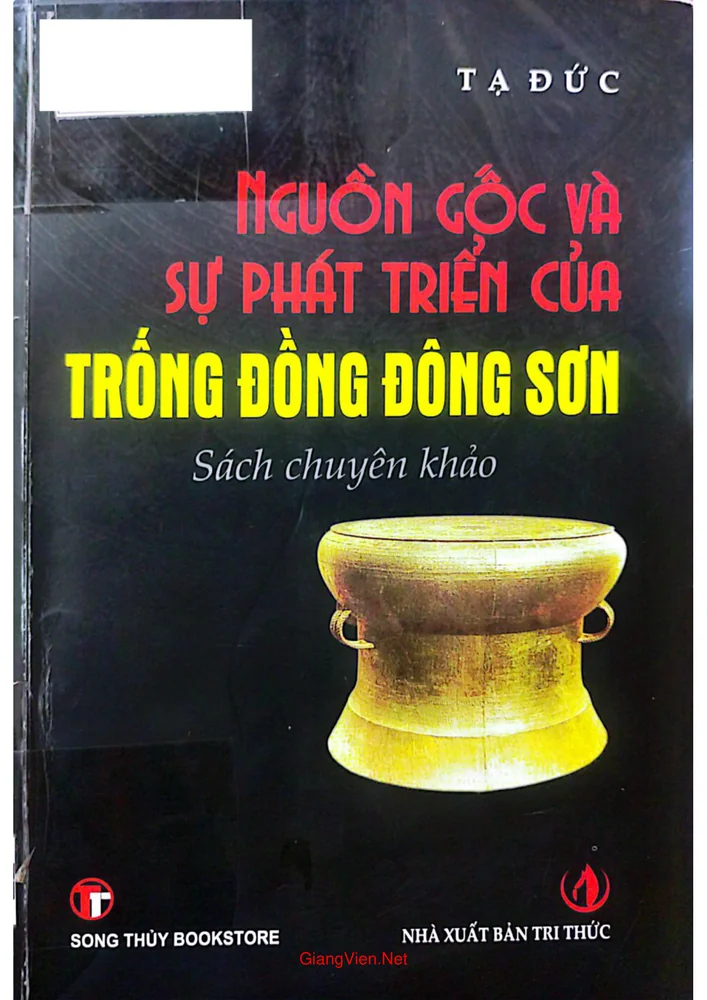 TẠ ĐỨC
NGUỒN GỐC VÀ
SỰ PHÁT TRIỂN CỦA
TRỐNG ĐỒNG ĐÔNG SƠN
Sách chuyên khảo
SONG THỦY BOOKSTORE
NHÀ XUẤT BẢN TRI THỨC
GiangVien.Net